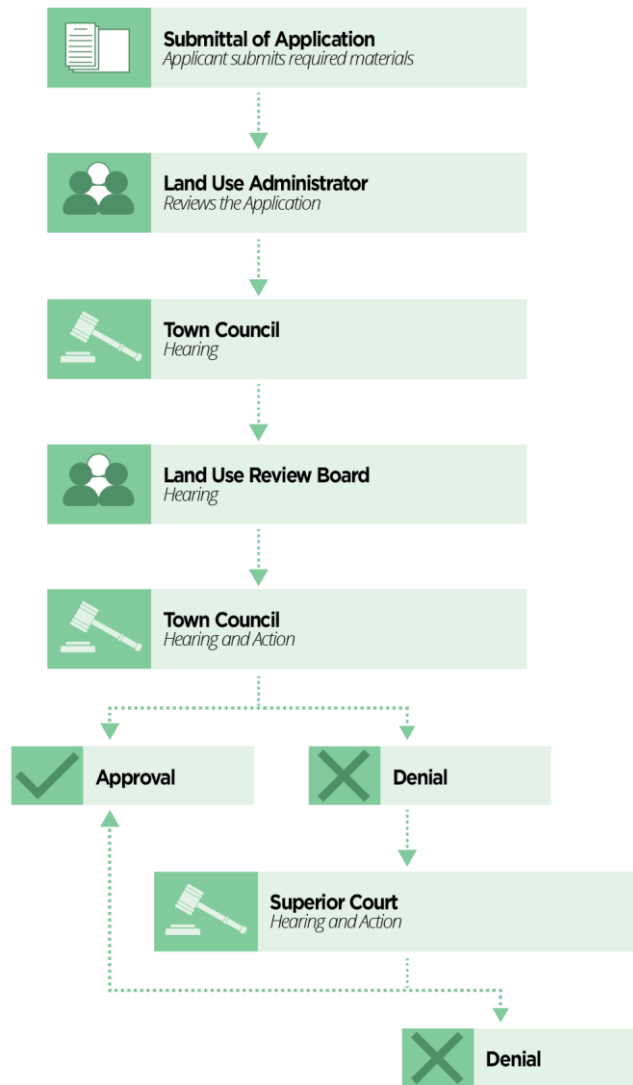 Submittal of Application
Applicant submits required materials
Land Use Administrator
Reviews the Application
Town Council
Hearing
Land Use Review Board
Hearing
Town Council
Hearing and Action
Approval
Denial
Superior Court
Hearing and Action
Denial